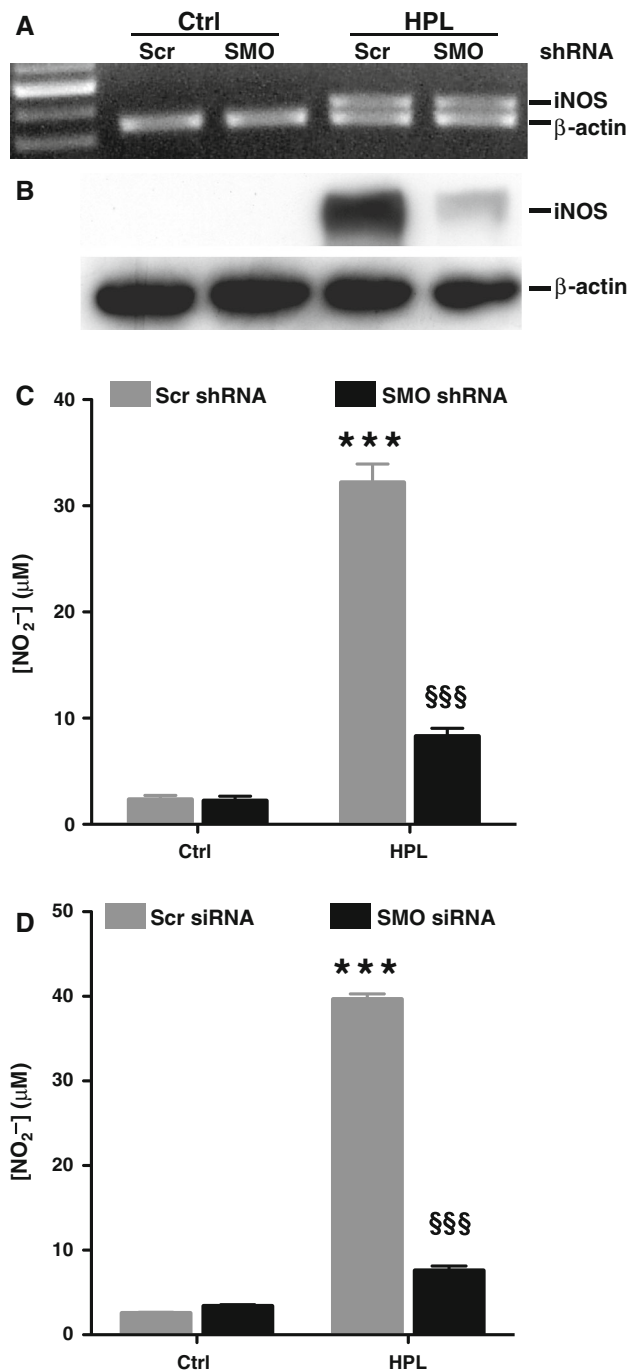 A
Ctrl HPL
Scr SMO Scr SMO shRNA
iNOS
β-actin
B
iNOS
β-actin
C
Scr shRNA SMO shRNA
40
30
20
10
0
[NO₂⁻] (μM)
***
§§§
Ctrl HPL
D
Scr siRNA SMO siRNA
50
40
30
20
10
0
[NO₂⁻] (μM)
***
§§§
Ctrl HPL